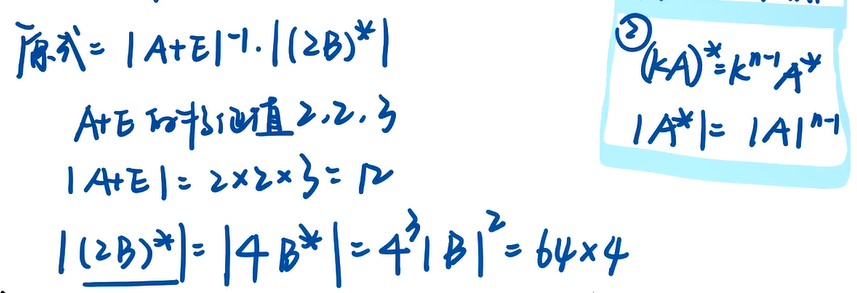 原式 = |A+E|⁻¹·|(2B)*|
A+E的特征值2,2,3
|A+E| = 2×2×3 = 12
|(2B)*| = |4B*| = 4³|B|² = 64×4
②
(kA)* = kⁿ⁻¹A*
|A*| = |A|ⁿ⁻¹